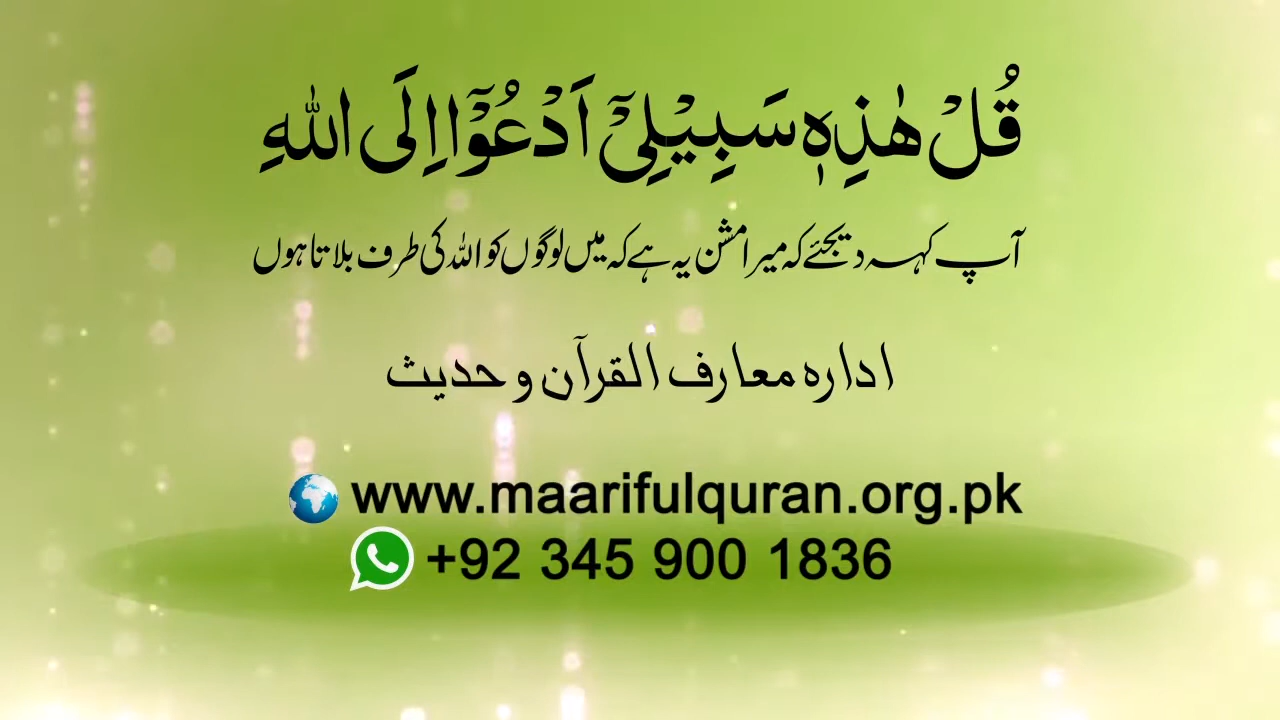 قُلْ هٰذِهٖ سَبِيْلِيْۤ اَدْعُوْۤا اِلَى اللّٰهِ
آپ کہہ دیجئے کہ میرا مشن یہ ہے کہ میں لوگوں کو اللہ کی طرف بلاتا ہوں
ادارہ معارف القرآن و حدیث
www.maarifulquran.org.pk
+92 345 900 1836